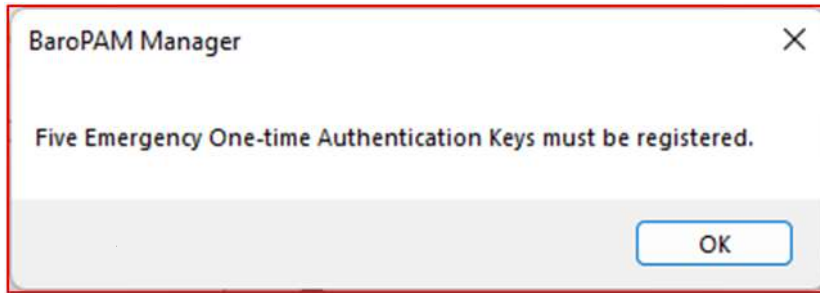 BaroPAM Manager
Five Emergency One-time Authentication Keys must be registered.
OK